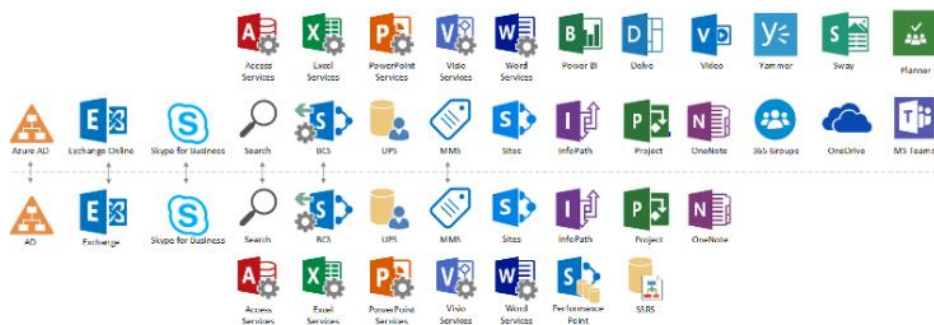 Access Services
Excel Services
PowerPoint Services
Visio Services
Word Services
Power BI
Delve
Video
Yammer
Sway
Planner
Azure AD
Exchange Online
Skype for Business
Search
BCS
UPS
MMS
Sites
InfoPath
Project
OneNote
365 Groups
OneDrive
MS Teams
AD
Exchange
Skype for Business
Search
BCS
UPS
MMS
Sites
InfoPath
Project
OneNote
Access Services
Excel Services
PowerPoint Services
Visio Services
Word Services
Performance Point
SSRS